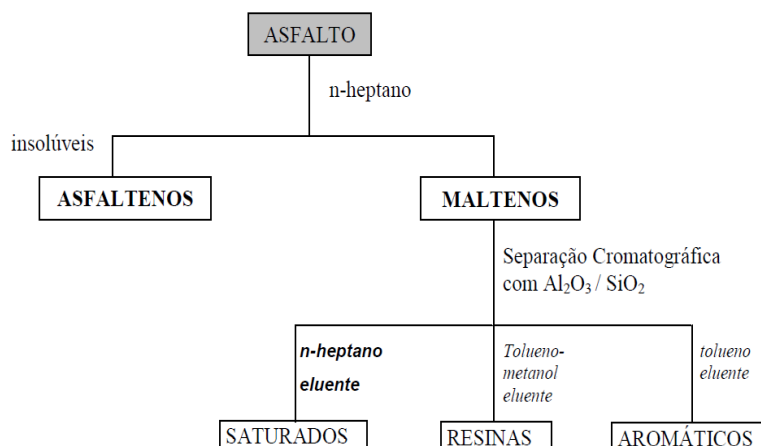 ASFALTO
n-heptano
insolúveis
ASFALTENOS
MALTENOS
Separação Cromatográfica
com Al₂O₃ / SiO₂
n-heptano
eluente
Tolueno-
metanol
eluente
tolueno
eluente
SATURADOS
RESINAS
AROMÁTICOS